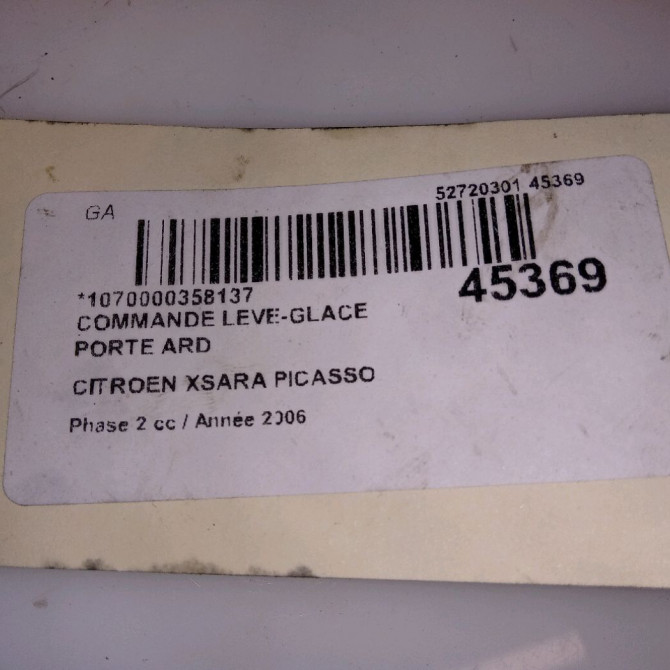 GA
52720301 45369
*1070000358137
45369
COMMANDE LEVE-GLACE
PORTE ARD
CITROEN XSARA PICASSO
Phase 2 cc / Année 2006